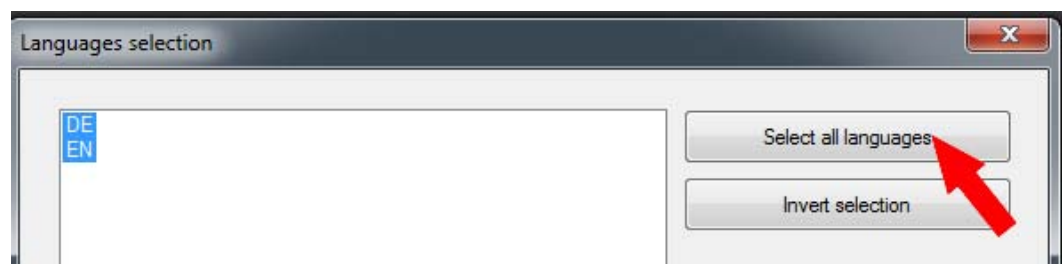 Languages selection
DE
EN
Select all languages
Invert selection